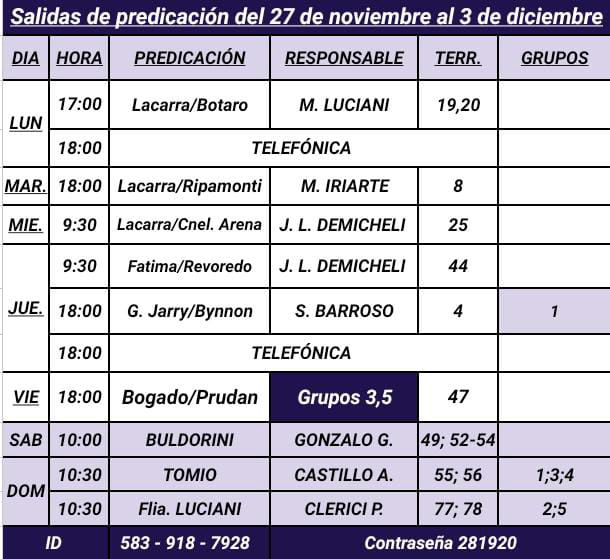 Salidas de predicación del 27 de noviembre al 3 de diciembre
DIA HORA PREDICACIÓN RESPONSABLE TERR. GRUPOS
LUN 17:00 Lacarra/Botaro M. LUCIANI 19,20
18:00 TELEFÓNICA
MAR. 18:00 Lacarra/Ripamonti M. IRIARTE 8
MIE. 9:30 Lacarra/Cnel. Arena J. L. DEMICHELI 25
JUE. 9:30 Fatima/Revoredo J. L. DEMICHELI 44
18:00 G. Jarry/Bynnon S. BARROSO 4 1
18:00 TELEFÓNICA
VIE 18:00 Bogado/Prudan Grupos 3,5 47
SAB 10:00 BULDORINI GONZALO G. 49; 52-54
DOM 10:30 TOMIO CASTILLO A. 55; 56 1;3;4
10:30 Flia. LUCIANI CLERICI P. 77; 78 2;5
ID 583 - 918 - 7928 Contraseña 281920